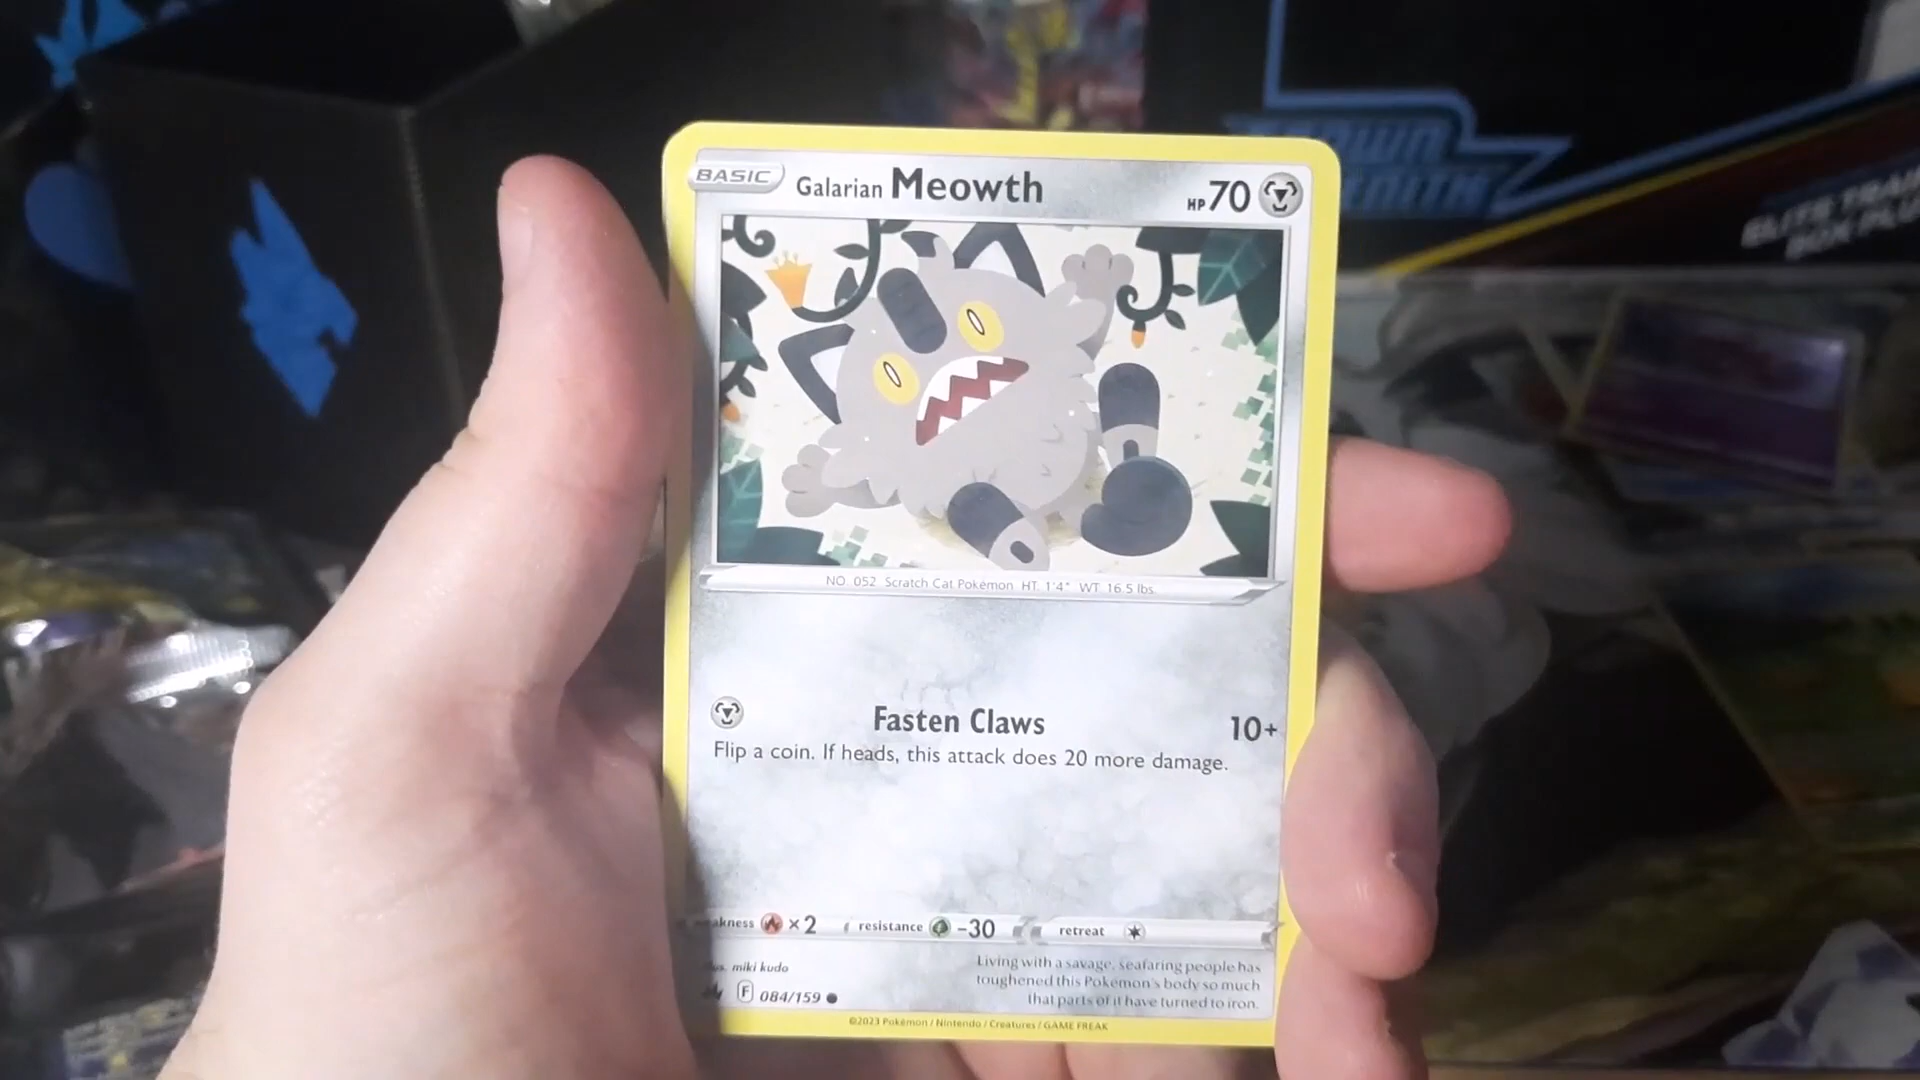 BASIC
Galarian Meowth
HP 70
NO. 052 Scratch Cat Pokémon HT: 1'4" WT: 16.5 lbs.
Fasten Claws 10+
Flip a coin. If heads, this attack does 20 more damage.
×2 resistance -30 retreat
miki kudo
Living with a savage, seafaring people has
toughened this Pokémon's body so much
that parts of it have turned to iron.
F 084/159
©2023 Pokémon / Nintendo / Creatures / GAME FREAK